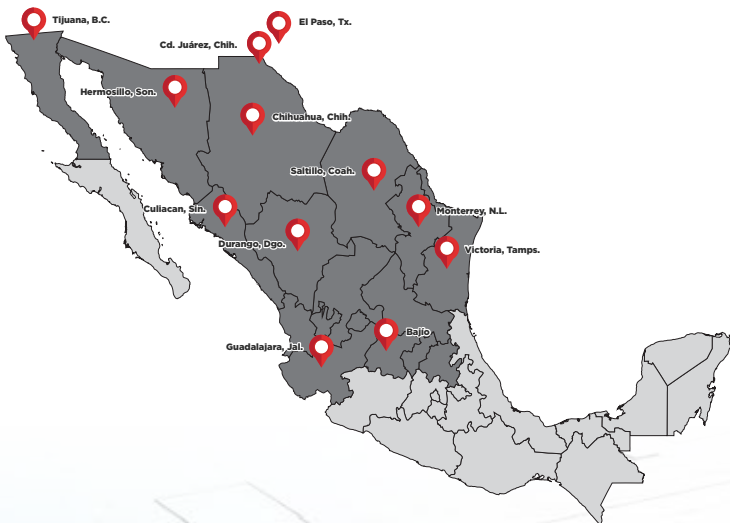 Tijuana, B.C.
El Paso, Tx.
Cd. Juárez, Chih.
Hermosillo, Son.
Chihuahua, Chih.
Saltillo, Coah.
Culiacan, Sin.
Monterrey, N.L.
Durango, Dgo.
Victoria, Tamps.
Bajío
Guadalajara, Jal.